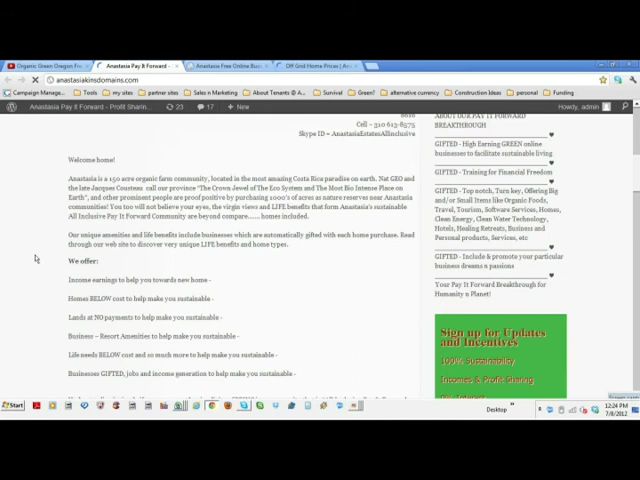 Organic Green Oregon Fre
Anastasia Pay It Forward -
Anastasia Free Online Busi
Off Grid Home Prices | An
anastasiakinsdomains.com
Campaign
Tools
my sites
partner sites
Sales n Marketing
About Tenants
Survival
Green!
alternative currency
Construction Ideas
personal
Funding
Anastasia Pay It Forward - Profit Sharin...
23
17
New
Howdy, admin
Cell – 310 613-8575
Skype ID = AnastasiaEstatesAllinclusive
Welcome home!
Anastasia is a 150 acre organic farm community, located in the most amazing Costa Rica paradise on earth. Nat GEO and
the late Jacques Cousteau call our province "The Crown Jewel of The Eco System and The Most Bio Intense Place on
Earth", and other prominent people are proof positive by purchasing 1000's of acres as nature reserves near Anastasia
communities! You too will not believe your eyes, the virgin views and LIFE benefits that form Anastasia's sustainable
All Inclusive Pay It Forward Community are beyond compare...... homes included.
Our unique amenities and life benefits include businesses which are automatically gifted with each home purchase. Read
through our web site to discover very unique LIFE benefits and home types.
We offer:
Income earnings to help you towards new home -
Homes BELOW cost to help make you sustainable -
Lands at NO payments to help make you sustainable -
Business – Resort Amenities to help make you sustainable -
Life needs BELOW cost and so much more to help make you sustainable -
Businesses GIFTED, jobs and income generation to help make you sustainable -
ABOUT OUR PAY IT FORWARD
BREAKTHROUGH
GIFTED - High Earning GREEN online
businesses to facilitate sustainable living
GIFTED - Training for Financial Freedom
GIFTED - Top notch, Turn key, Offering Big
and/or Small Items like Organic Foods,
Travel, Tourism, Software Services, Homes,
Clean Energy, Clean Water Technology,
Hotels, Healing Retreats, Business and
Personal products, Services, etc
GIFTED - Include & promote your particular
business dreams n passions
Your Pay It Forward Breakthrough for
Humanity n Planet!
Sign up for Updates
and Incentives
100% Sustainability
Incomes & Profit Sharing
0% Interest
Start
Desktop
12:24 PM
7/8/2012